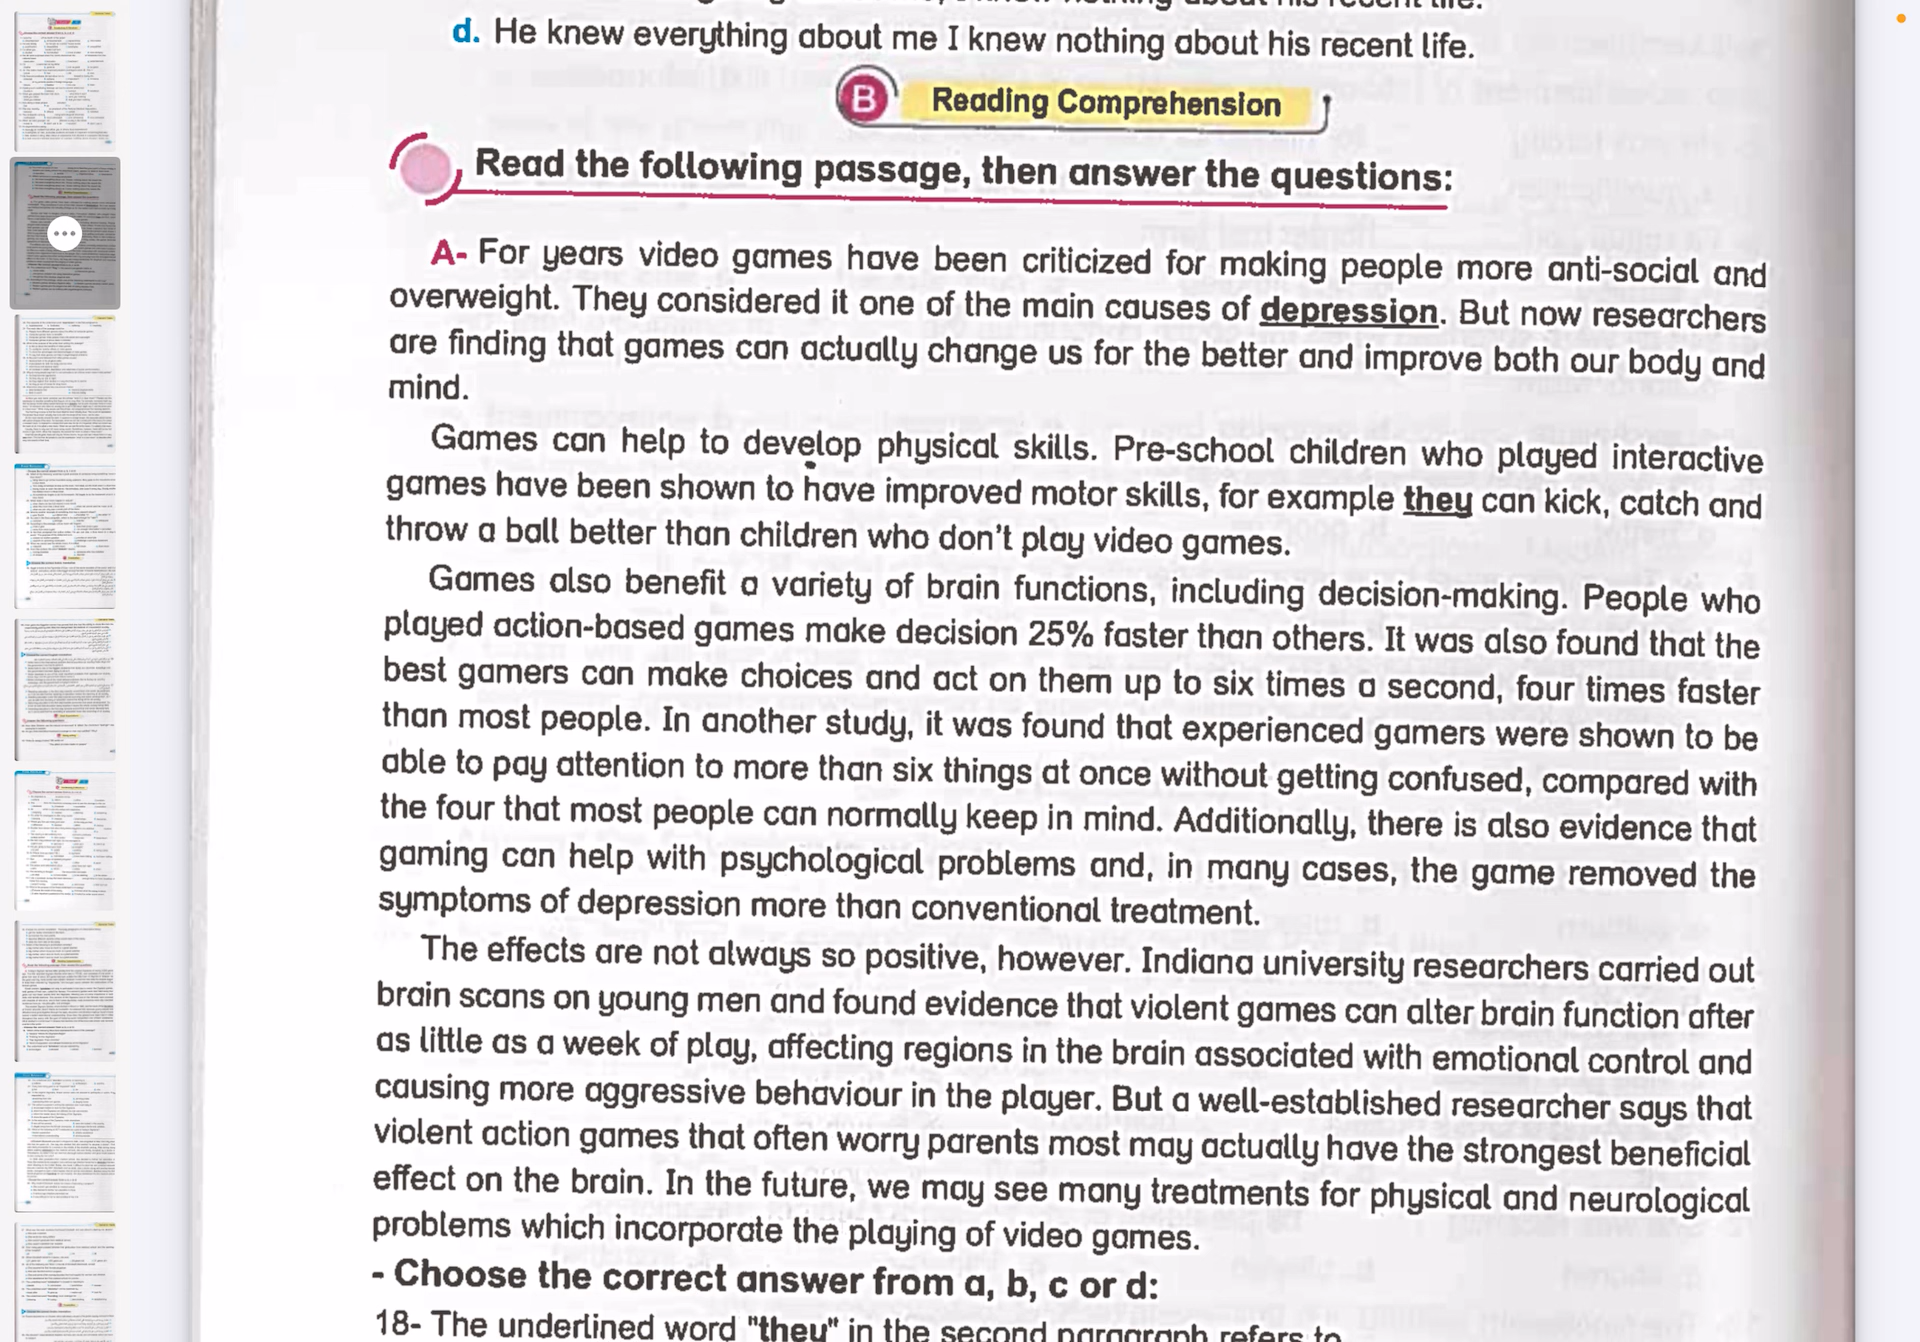 d. He knew everything about me I knew nothing about his recent life.
B Reading Comprehension
Read the following passage, then answer the questions:
A- For years video games have been criticized for making people more anti-social and
overweight. They considered it one of the main causes of depression. But now researchers
are finding that games can actually change us for the better and improve both our body and
mind.
Games can help to develop physical skills. Pre-school children who played interactive
games have been shown to have improved motor skills, for example they can kick, catch and
throw a ball better than children who don't play video games.
Games also benefit a variety of brain functions, including decision-making. People who
played action-based games make decision 25% faster than others. It was also found that the
best gamers can make choices and act on them up to six times a second, four times faster
than most people. In another study, it was found that experienced gamers were shown to be
able to pay attention to more than six things at once without getting confused, compared with
the four that most people can normally keep in mind. Additionally, there is also evidence that
gaming can help with psychological problems and, in many cases, the game removed the
symptoms of depression more than conventional treatment.
The effects are not always so positive, however. Indiana university researchers carried out
brain scans on young men and found evidence that violent games can alter brain function after
as little as a week of play, affecting regions in the brain associated with emotional control and
causing more aggressive behaviour in the player. But a well-established researcher says that
violent action games that often worry parents most may actually have the strongest beneficial
effect on the brain. In the future, we may see many treatments for physical and neurological
problems which incorporate the playing of video games.
- Choose the correct answer from a, b, c or d:
18- The underlined word "they" in the second paragraph refers to